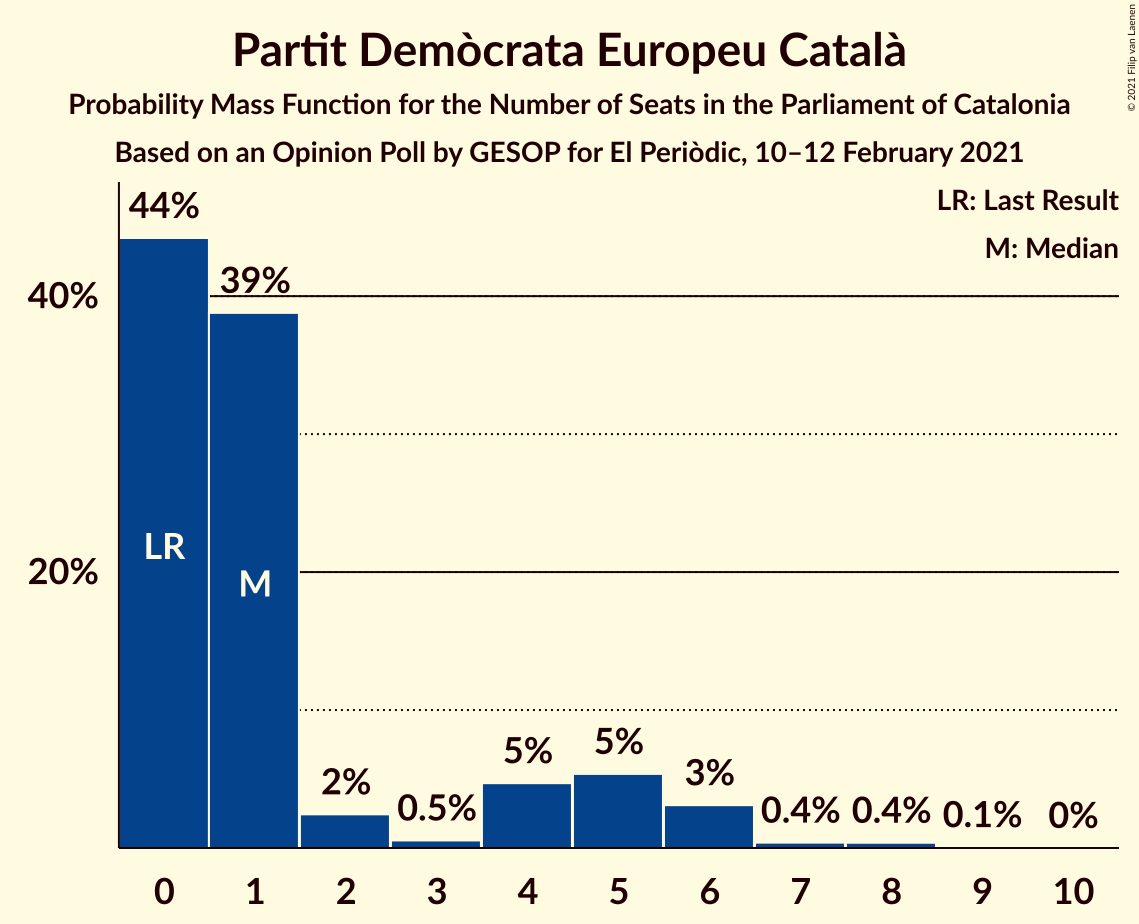 Partit Demòcrata Europeu Català
Probability Mass Function for the Number of Seats in the Parliament of Catalonia
Based on an Opinion Poll by GESOP for El Periòdic, 10–12 February 2021
© 2021 Filip van Laenen
LR: Last Result
M: Median
44%
39%
40%
LR
M
20%
2%
0.5%
5%
5%
3%
0.4%
0.4%
0.1%
0%
0 1 2 3 4 5 6 7 8 9 10